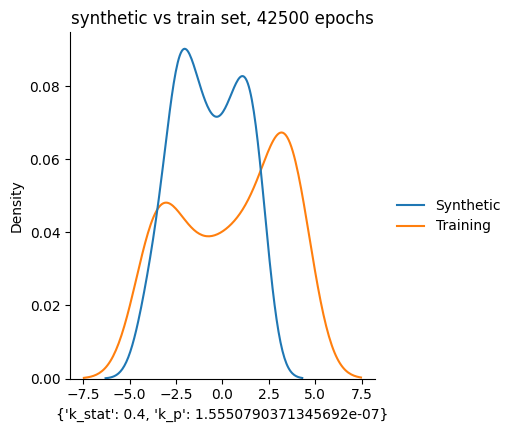 synthetic vs train set, 42500 epochs
Density
0.08
0.06
0.04
0.02
0.00
−7.5 −5.0 −2.5 0.0 2.5 5.0 7.5
{'k_stat': 0.4, 'k_p': 1.5550790371345692e-07}
Synthetic
Training